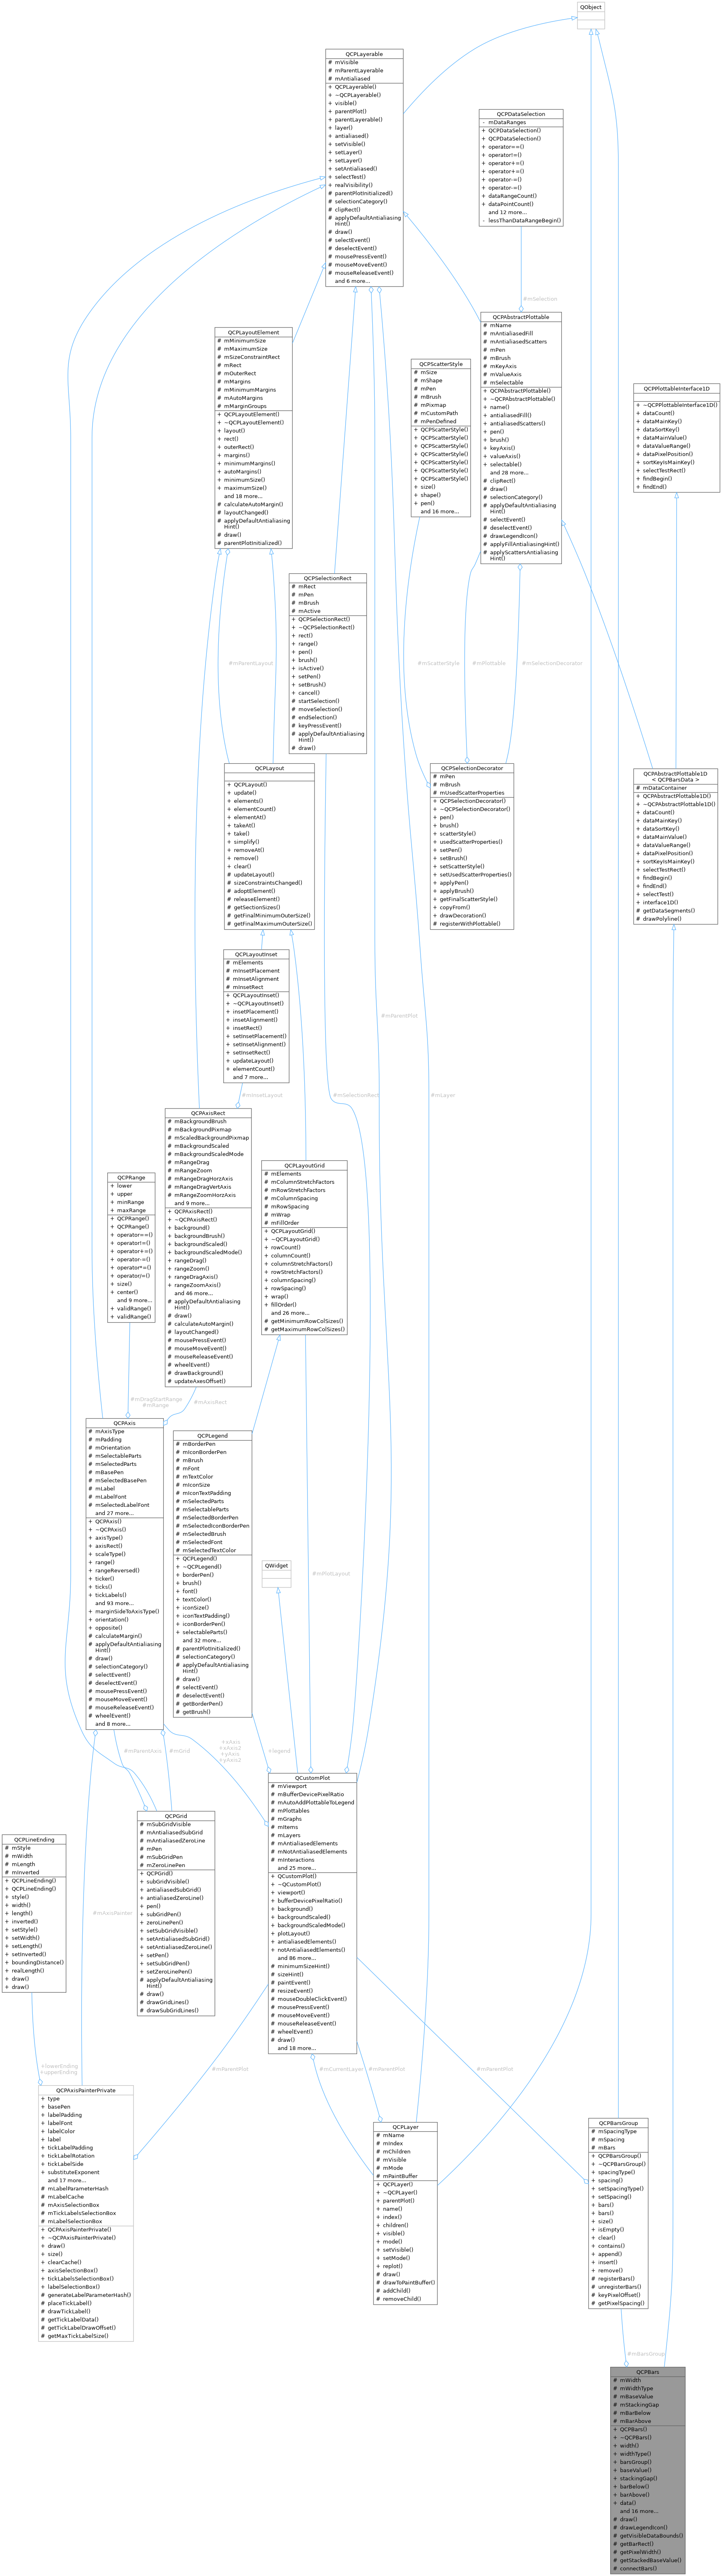 QObject
QCPLayerable
# mVisible
# mParentLayerable
# mAntialiased
+ QCPLayerable()
+ ~QCPLayerable()
+ visible()
+ parentPlot()
+ parentLayerable()
+ layer()
+ antialiased()
+ setVisible()
+ setLayer()
+ setLayer()
+ setAntialiased()
+ selectTest()
+ realVisibility()
# parentPlotInitialized()
# selectionCategory()
# clipRect()
# applyDefaultAntialiasing
Hint()
# draw()
# selectEvent()
# deselectEvent()
# mousePressEvent()
# mouseMoveEvent()
# mouseReleaseEvent()
and 6 more...
QCPDataSelection
- mDataRanges
+ QCPDataSelection()
+ QCPDataSelection()
+ operator==()
+ operator!=()
+ operator+=()
+ operator+=()
+ operator-=()
+ operator-=()
+ dataRangeCount()
+ dataPointCount()
and 12 more...
- lessThanDataRangeBegin()
#mSelection
QCPAbstractPlottable
# mName
# mAntialiasedFill
# mAntialiasedScatters
# mPen
# mBrush
# mKeyAxis
# mValueAxis
# mSelectable
+ QCPAbstractPlottable()
+ ~QCPAbstractPlottable()
+ name()
+ antialiasedFill()
+ antialiasedScatters()
+ pen()
+ brush()
+ keyAxis()
+ valueAxis()
+ selectable()
and 28 more...
# clipRect()
# draw()
# selectionCategory()
# applyDefaultAntialiasing
Hint()
# selectEvent()
# deselectEvent()
# drawLegendIcon()
# applyFillAntialiasingHint()
# applyScattersAntialiasing
Hint()
QCPLayoutElement
# mMinimumSize
# mMaximumSize
# mSizeConstraintRect
# mRect
# mOuterRect
# mMargins
# mMinimumMargins
# mAutoMargins
# mMarginGroups
+ QCPLayoutElement()
+ ~QCPLayoutElement()
+ layout()
+ rect()
+ outerRect()
+ margins()
+ minimumMargins()
+ autoMargins()
+ minimumSize()
+ maximumSize()
and 18 more...
# calculateAutoMargin()
# layoutChanged()
# applyDefaultAntialiasing
Hint()
# draw()
# parentPlotInitialized()
QCPScatterStyle
# mSize
# mShape
# mPen
# mBrush
# mPixmap
# mCustomPath
# mPenDefined
+ QCPScatterStyle()
+ QCPScatterStyle()
+ QCPScatterStyle()
+ QCPScatterStyle()
+ QCPScatterStyle()
+ QCPScatterStyle()
+ QCPScatterStyle()
+ size()
+ shape()
+ pen()
and 16 more...
QCPPlottableInterface1D
+ ~QCPPlottableInterface1D()
+ dataCount()
+ dataMainKey()
+ dataSortKey()
+ dataMainValue()
+ dataValueRange()
+ dataPixelPosition()
+ sortKeyIsMainKey()
+ selectTestRect()
+ findBegin()
+ findEnd()
QCPSelectionRect
# mRect
# mPen
# mBrush
# mActive
+ QCPSelectionRect()
+ ~QCPSelectionRect()
+ rect()
+ range()
+ pen()
+ brush()
+ isActive()
+ setPen()
+ setBrush()
+ cancel()
# startSelection()
# moveSelection()
# endSelection()
# keyPressEvent()
# applyDefaultAntialiasing
Hint()
# draw()
#mParentLayout
#mScatterStyle
#mPlottable
#mSelectionDecorator
QCPLayout
+ QCPLayout()
+ update()
+ elements()
+ elementCount()
+ elementAt()
+ takeAt()
+ take()
+ simplify()
+ removeAt()
+ remove()
+ clear()
# updateLayout()
# sizeConstraintsChanged()
# adoptElement()
# releaseElement()
# getSectionSizes()
# getFinalMinimumOuterSize()
# getFinalMaximumOuterSize()
QCPSelectionDecorator
# mPen
# mBrush
# mUsedScatterProperties
+ QCPSelectionDecorator()
+ ~QCPSelectionDecorator()
+ pen()
+ brush()
+ scatterStyle()
+ usedScatterProperties()
+ setPen()
+ setBrush()
+ setScatterStyle()
+ setUsedScatterProperties()
+ applyPen()
+ applyBrush()
+ getFinalScatterStyle()
+ copyFrom()
+ drawDecoration()
# registerWithPlottable()
QCPAbstractPlottable1D
< QCPBarsData >
# mDataContainer
+ QCPAbstractPlottable1D()
+ ~QCPAbstractPlottable1D()
+ dataCount()
+ dataMainKey()
+ dataSortKey()
+ dataMainValue()
+ dataValueRange()
+ dataPixelPosition()
+ sortKeyIsMainKey()
+ selectTestRect()
+ findBegin()
+ findEnd()
+ selectTest()
+ interface1D()
# getDataSegments()
# drawPolyline()
QCPLayoutInset
# mElements
# mInsetPlacement
# mInsetAlignment
# mInsetRect
+ QCPLayoutInset()
+ ~QCPLayoutInset()
+ insetPlacement()
+ insetAlignment()
+ insetRect()
+ setInsetPlacement()
+ setInsetAlignment()
+ setInsetRect()
+ updateLayout()
+ elementCount()
and 7 more...
#mParentPlot
#mInsetLayout
#mSelectionRect
#mLayer
QCPAxisRect
# mBackgroundBrush
# mBackgroundPixmap
# mScaledBackgroundPixmap
# mBackgroundScaled
# mBackgroundScaledMode
# mRangeDrag
# mRangeZoom
# mRangeDragHorzAxis
# mRangeDragVertAxis
# mRangeZoomHorzAxis
and 9 more...
+ QCPAxisRect()
+ ~QCPAxisRect()
+ background()
+ backgroundBrush()
+ backgroundScaled()
+ backgroundScaledMode()
+ rangeDrag()
+ rangeZoom()
+ rangeDragAxis()
+ rangeZoomAxis()
and 46 more...
# applyDefaultAntialiasing
Hint()
# draw()
# calculateAutoMargin()
# layoutChanged()
# mousePressEvent()
# mouseMoveEvent()
# mouseReleaseEvent()
# wheelEvent()
# drawBackground()
# updateAxesOffset()
QCPLayoutGrid
# mElements
# mColumnStretchFactors
# mRowStretchFactors
# mColumnSpacing
# mRowSpacing
# mWrap
# mFillOrder
+ QCPLayoutGrid()
+ ~QCPLayoutGrid()
+ rowCount()
+ columnCount()
+ columnStretchFactors()
+ rowStretchFactors()
+ columnSpacing()
+ rowSpacing()
+ wrap()
+ fillOrder()
and 26 more...
# getMinimumRowColSizes()
# getMaximumRowColSizes()
QCPRange
+ lower
+ upper
+ minRange
+ maxRange
+ QCPRange()
+ QCPRange()
+ operator==()
+ operator!=()
+ operator+=()
+ operator-=()
+ operator*=()
+ operator/=()
+ size()
+ center()
and 9 more...
+ validRange()
+ validRange()
#mDragStartRange
#mRange
#mAxisRect
QCPAxis
# mAxisType
# mPadding
# mOrientation
# mSelectableParts
# mSelectedParts
# mBasePen
# mSelectedBasePen
# mLabel
# mLabelFont
# mSelectedLabelFont
and 27 more...
+ QCPAxis()
+ ~QCPAxis()
+ axisType()
+ axisRect()
+ scaleType()
+ range()
+ rangeReversed()
+ ticker()
+ ticks()
+ tickLabels()
and 93 more...
+ marginSideToAxisType()
+ orientation()
+ opposite()
# calculateMargin()
# applyDefaultAntialiasing
Hint()
# draw()
# selectionCategory()
# selectEvent()
# deselectEvent()
# mousePressEvent()
# mouseMoveEvent()
# mouseReleaseEvent()
# wheelEvent()
and 8 more...
QCPLegend
# mBorderPen
# mIconBorderPen
# mBrush
# mFont
# mTextColor
# mIconSize
# mIconTextPadding
# mSelectedParts
# mSelectableParts
# mSelectedBorderPen
# mSelectedIconBorderPen
# mSelectedBrush
# mSelectedFont
# mSelectedTextColor
+ QCPLegend()
+ ~QCPLegend()
+ borderPen()
+ brush()
+ font()
+ textColor()
+ iconSize()
+ iconTextPadding()
+ iconBorderPen()
+ selectableParts()
and 32 more...
# parentPlotInitialized()
# selectionCategory()
# applyDefaultAntialiasing
Hint()
# draw()
# selectEvent()
# deselectEvent()
# getBorderPen()
# getBrush()
QWidget
#mPlotLayout
#mParentAxis
#mGrid
+xAxis
+xAxis2
+yAxis
+yAxis2
+legend
QCustomPlot
# mViewport
# mBufferDevicePixelRatio
# mAutoAddPlottableToLegend
# mPlottables
# mGraphs
# mItems
# mLayers
# mAntialiasedElements
# mNotAntialiasedElements
# mInteractions
and 25 more...
+ QCustomPlot()
+ ~QCustomPlot()
+ viewport()
+ bufferDevicePixelRatio()
+ background()
+ backgroundScaled()
+ backgroundScaledMode()
+ plotLayout()
+ antialiasedElements()
+ notAntialiasedElements()
and 86 more...
# minimumSizeHint()
# sizeHint()
# paintEvent()
# resizeEvent()
# mouseDoubleClickEvent()
# mousePressEvent()
# mouseMoveEvent()
# mouseReleaseEvent()
# wheelEvent()
# draw()
and 18 more...
QCPGrid
# mSubGridVisible
# mAntialiasedSubGrid
# mAntialiasedZeroLine
# mPen
# mSubGridPen
# mZeroLinePen
+ QCPGrid()
+ subGridVisible()
+ antialiasedSubGrid()
+ antialiasedZeroLine()
+ pen()
+ subGridPen()
+ zeroLinePen()
+ setSubGridVisible()
+ setAntialiasedSubGrid()
+ setAntialiasedZeroLine()
+ setPen()
+ setSubGridPen()
+ setZeroLinePen()
# applyDefaultAntialiasing
Hint()
# draw()
# drawGridLines()
# drawSubGridLines()
QCPLineEnding
# mStyle
# mWidth
# mLength
# mInverted
+ QCPLineEnding()
+ QCPLineEnding()
+ style()
+ width()
+ length()
+ inverted()
+ setStyle()
+ setWidth()
+ setLength()
+ setInverted()
+ boundingDistance()
+ realLength()
+ draw()
+ draw()
#mAxisPainter
+lowerEnding
+upperEnding
#mParentPlot
#mCurrentLayer
#mParentPlot
#mParentPlot
QCPAxisPainterPrivate
+ type
+ basePen
+ labelPadding
+ labelFont
+ labelColor
+ label
+ tickLabelPadding
+ tickLabelRotation
+ tickLabelSide
+ substituteExponent
and 17 more...
# mLabelParameterHash
# mLabelCache
# mAxisSelectionBox
# mTickLabelsSelectionBox
# mLabelSelectionBox
+ QCPAxisPainterPrivate()
+ ~QCPAxisPainterPrivate()
+ draw()
+ size()
+ clearCache()
+ axisSelectionBox()
+ tickLabelsSelectionBox()
+ labelSelectionBox()
# generateLabelParameterHash()
# placeTickLabel()
# drawTickLabel()
# getTickLabelData()
# getTickLabelDrawOffset()
# getMaxTickLabelSize()
QCPLayer
# mName
# mIndex
# mChildren
# mVisible
# mMode
# mPaintBuffer
+ QCPLayer()
+ ~QCPLayer()
+ parentPlot()
+ name()
+ index()
+ children()
+ visible()
+ mode()
+ setVisible()
+ setMode()
+ replot()
# draw()
# drawToPaintBuffer()
# addChild()
# removeChild()
QCPBarsGroup
# mSpacingType
# mSpacing
# mBars
+ QCPBarsGroup()
+ ~QCPBarsGroup()
+ spacingType()
+ spacing()
+ setSpacingType()
+ setSpacing()
+ bars()
+ bars()
+ size()
+ isEmpty()
+ clear()
+ contains()
+ append()
+ insert()
+ remove()
# registerBars()
# unregisterBars()
# keyPixelOffset()
# getPixelSpacing()
#mBarsGroup
QCPBars
# mWidth
# mWidthType
# mBaseValue
# mStackingGap
# mBarBelow
# mBarAbove
+ QCPBars()
+ ~QCPBars()
+ width()
+ widthType()
+ barsGroup()
+ baseValue()
+ stackingGap()
+ barBelow()
+ barAbove()
+ data()
and 16 more...
# draw()
# drawLegendIcon()
# getVisibleDataBounds()
# getBarRect()
# getPixelWidth()
# getStackedBaseValue()
# connectBars()